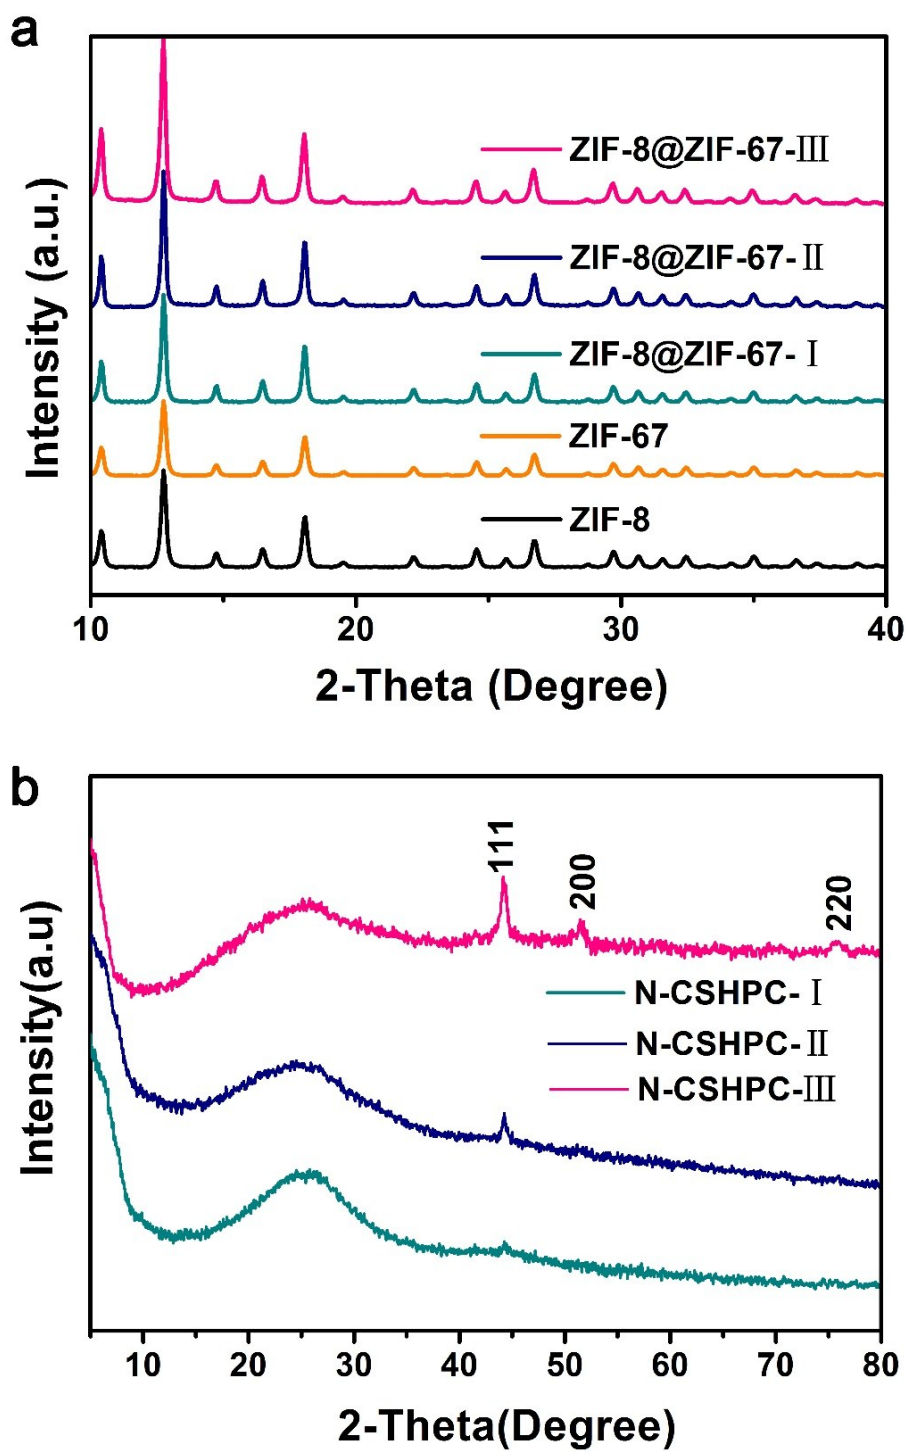 a
Intensity (a.u.)
ZIF-8@ZIF-67-Ⅲ
ZIF-8@ZIF-67-Ⅱ
ZIF-8@ZIF-67-Ⅰ
ZIF-67
ZIF-8
10 20 30 40
2-Theta (Degree)
b
Intensity(a.u)
111
200
220
N-CSHPC-Ⅰ
N-CSHPC-Ⅱ
N-CSHPC-Ⅲ
10 20 30 40 50 60 70 80
2-Theta(Degree)